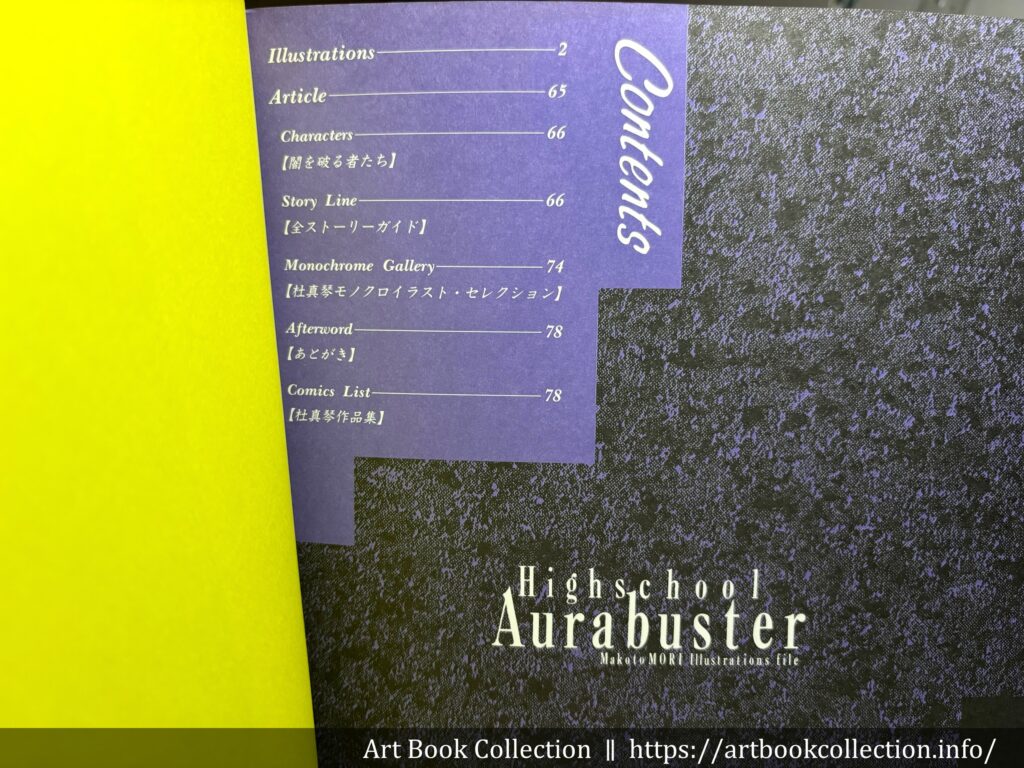 Contents
Illustrations 2
Article 65
Characters 66
【闇を破る者たち】
Story Line 66
【全ストーリーガイド】
Monochrome Gallery 74
【杜真琴モノクロイラスト・セレクション】
Afterword 78
【あとがき】
Comics List 78
【杜真琴作品集】
Highschool
Aurabuster
Makoto MORI Illustrations file
Art Book Collection || https://artbookcollection.info/